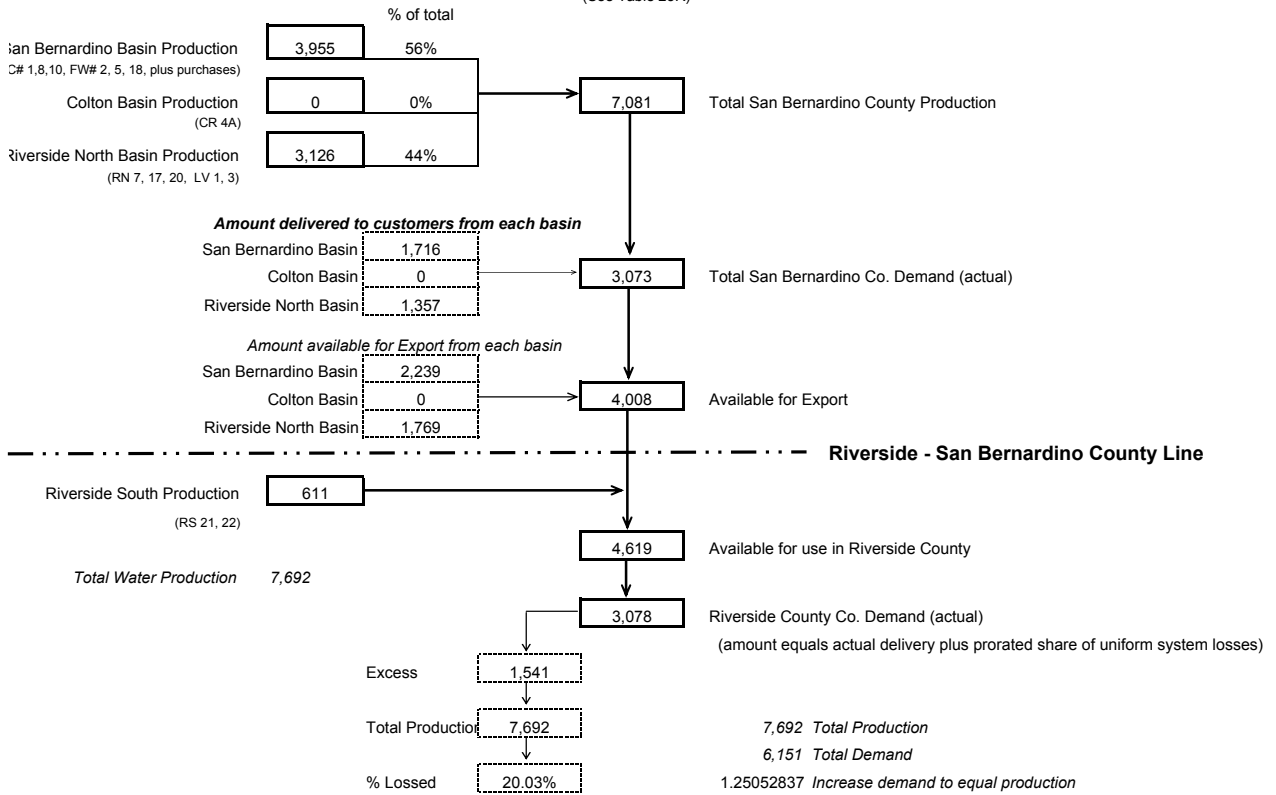 % of total
San Bernardino Basin Production 3,955 56%
C# 1,8,10, FW# 2, 5, 18, plus purchases)
Colton Basin Production 0 0% 7,081 Total San Bernardino County Production
(CR 4A)
Riverside North Basin Production 3,126 44%
(RN 7, 17, 20, LV 1, 3)
Amount delivered to customers from each basin
San Bernardino Basin 1,716
Colton Basin 0 3,073 Total San Bernardino Co. Demand (actual)
Riverside North Basin 1,357
Amount available for Export from each basin
San Bernardino Basin 2,239
Colton Basin 0 4,008 Available for Export
Riverside North Basin 1,769
Riverside - San Bernardino County Line
Riverside South Production 611
(RS 21, 22)
4,619 Available for use in Riverside County
Total Water Production 7,692
3,078 Riverside County Co. Demand (actual)
(amount equals actual delivery plus prorated share of uniform system losses)
Excess 1,541
Total Production 7,692 7,692 Total Production
6,151 Total Demand
% Lossed 20.03% 1.25052837 Increase demand to equal production